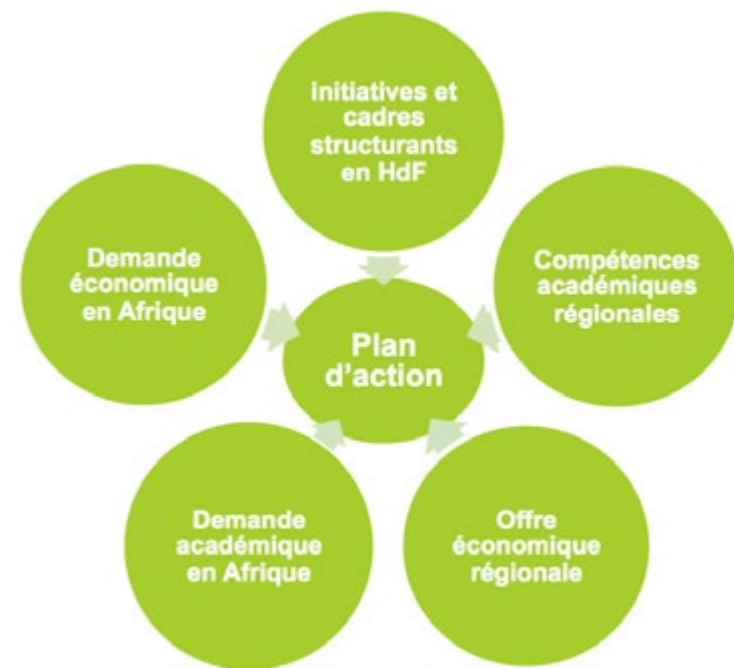 initiatives et
cadres
structurants
en HdF
Demande
économique
en Afrique
Compétences
académiques
régionales
Plan
d'action
Demande
académique
en Afrique
Offre
économique
régionale